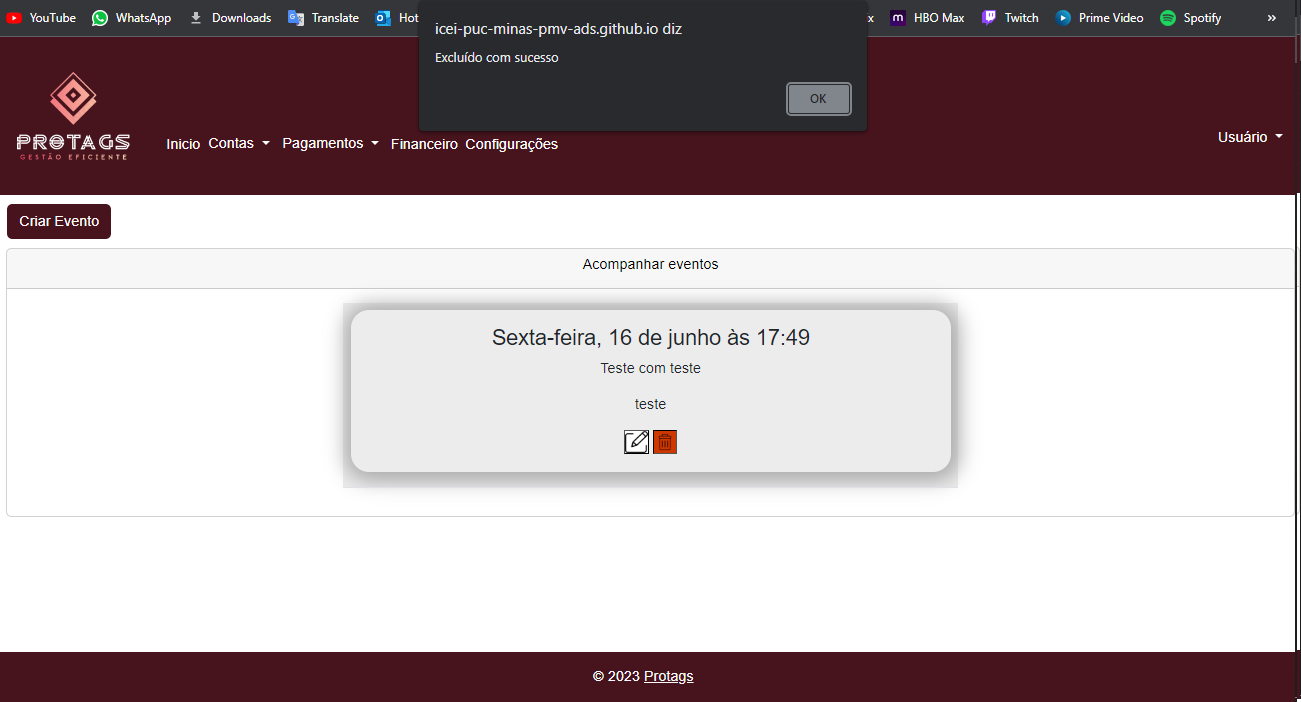 YouTube WhatsApp Downloads Translate Hot HBO Max Twitch Prime Video Spotify »
icei-puc-minas-pmv-ads.github.io diz
Excluído com sucesso
OK
PROTAGS
GESTÃO EFICIENTE
Inicio Contas Pagamentos Financeiro Configurações
Usuário
Criar Evento
Acompanhar eventos
Sexta-feira, 16 de junho às 17:49
Teste com teste
teste
© 2023 Protags